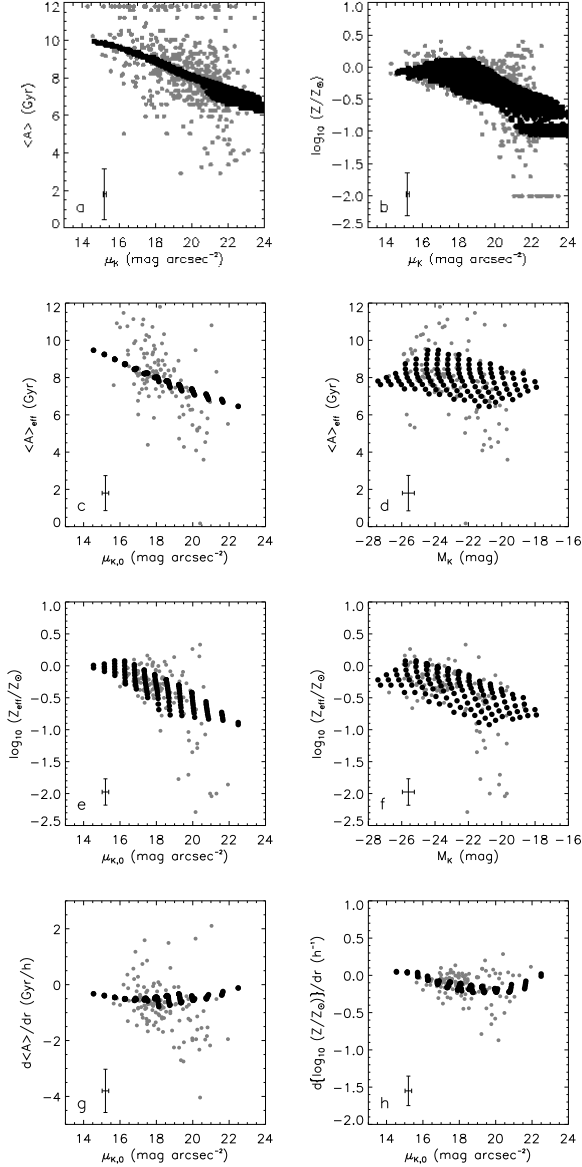 12
10
8
6
4
2
0
<A> (Gyr)
a
14 16 18 20 22 24
μK (mag arcsec⁻²)
1.0
0.5
0.0
−0.5
−1.0
−1.5
−2.0
−2.5
log₁₀ (Z/Z⊙)
b
14 16 18 20 22 24
μK (mag arcsec⁻²)
12
10
8
6
4
2
0
<A>eff (Gyr)
c
14 16 18 20 22 24
μK,0 (mag arcsec⁻²)
12
10
8
6
4
2
0
<A>eff (Gyr)
d
−28 −26 −24 −22 −20 −18 −16
MK (mag)
1.0
0.5
0.0
−0.5
−1.0
−1.5
−2.0
−2.5
log₁₀ (Zeff/Z⊙)
e
14 16 18 20 22 24
μK,0 (mag arcsec⁻²)
1.0
0.5
0.0
−0.5
−1.0
−1.5
−2.0
−2.5
log₁₀ (Zeff/Z⊙)
f
−28 −26 −24 −22 −20 −18 −16
MK (mag)
2
0
−2
−4
d<A>/dr (Gyr/h)
g
14 16 18 20 22 24
μK,0 (mag arcsec⁻²)
1.0
0.5
0.0
−0.5
−1.0
−1.5
−2.0
d[log₁₀ (Z/Z⊙)]/dr (h⁻¹)
h
14 16 18 20 22 24
μK,0 (mag arcsec⁻²)